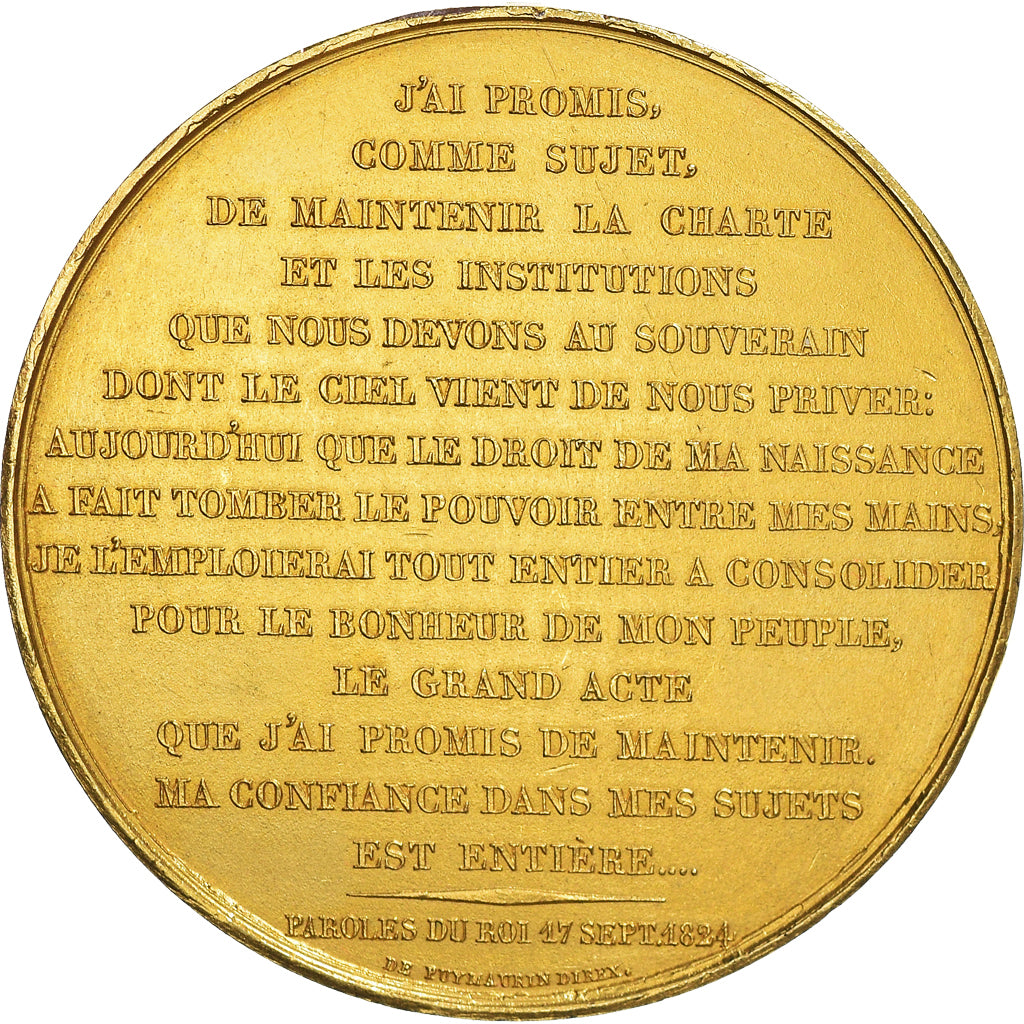 J'AI PROMIS,
COMME SUJET,
DE MAINTENIR LA CHARTE
ET LES INSTITUTIONS
QUE NOUS DEVONS AU SOUVERAIN
DONT LE CIEL VIENT DE NOUS PRIVER:
AUJOURD'HUI QUE LE DROIT DE MA NAISSANCE
A FAIT TOMBER LE POUVOIR ENTRE MES MAINS,
JE L'EMPLOIERAI TOUT ENTIER A CONSOLIDER
POUR LE BONHEUR DE MON PEUPLE,
LE GRAND ACTE
QUE J'AI PROMIS DE MAINTENIR.
MA CONFIANCE DANS MES SUJETS
EST ENTIÈRE....
PAROLES DU ROI 17 SEPT. 1824
DE PUYMAURIN DIREX.